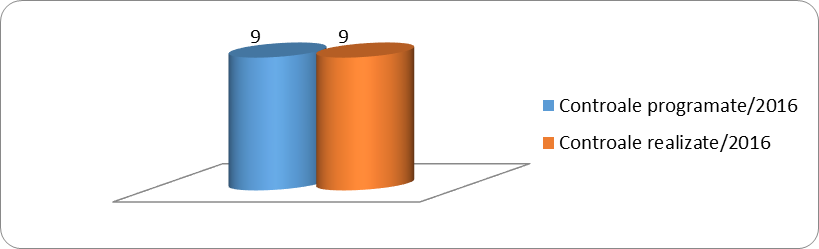 9 9
Controale programate/2016
Controale realizate/2016